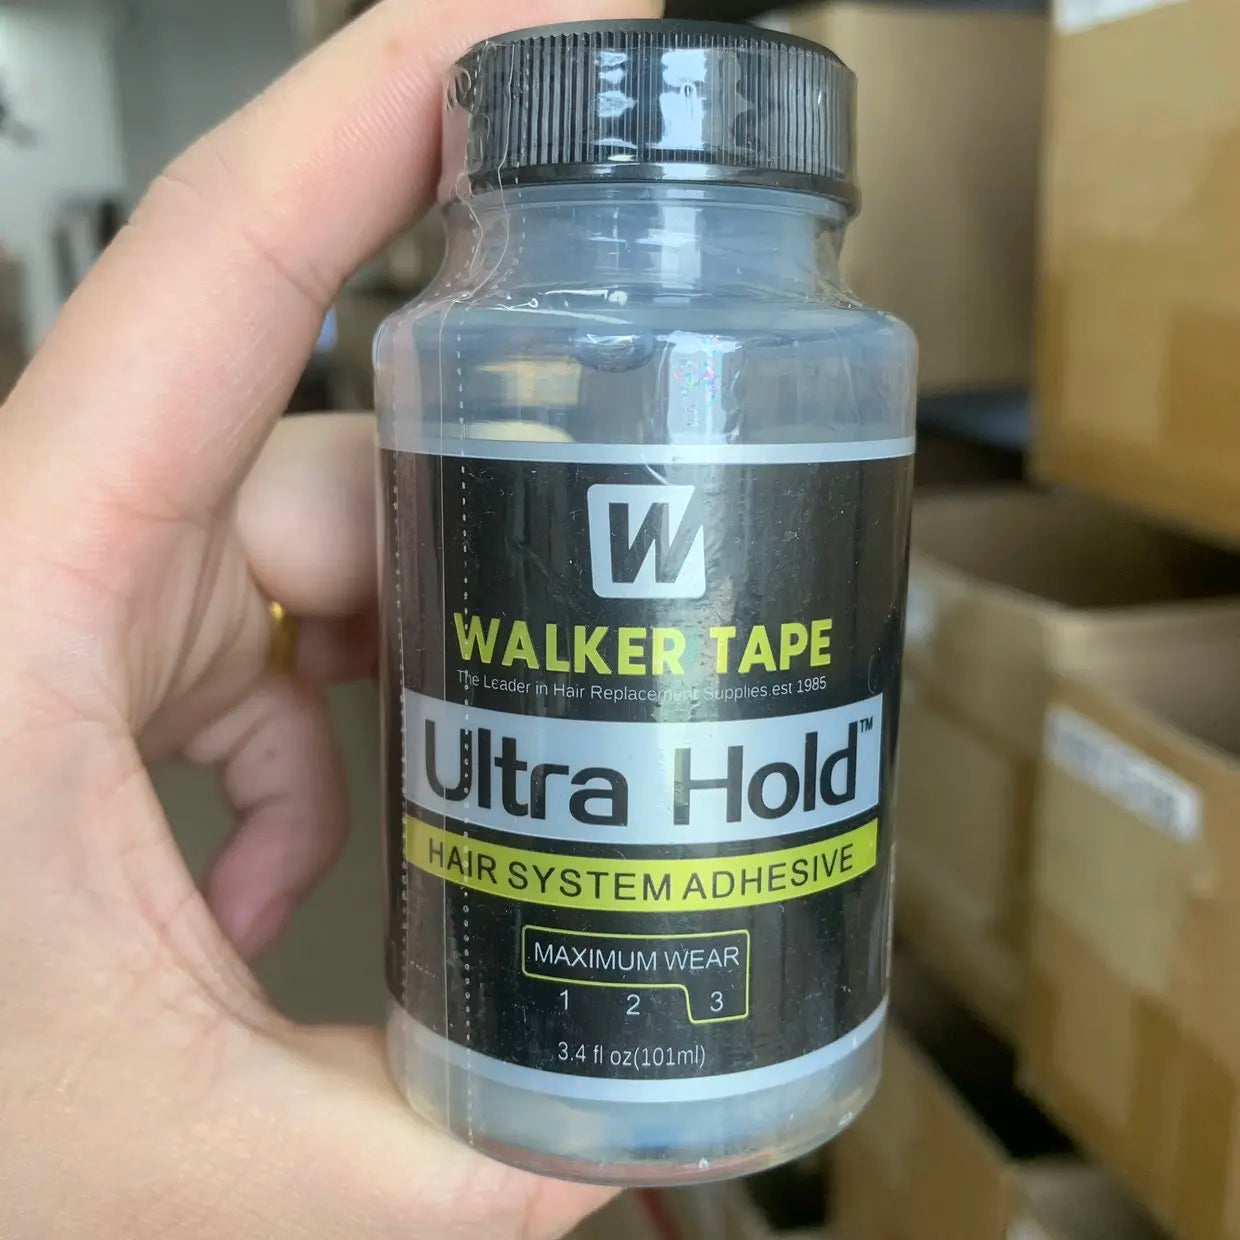 W
WALKER TAPE
The Leader in Hair Replacement Supplies.est 1985
Ultra Hold™
HAIR SYSTEM ADHESIVE
MAXIMUM WEAR
1 2 3
3.4 fl oz(101ml)